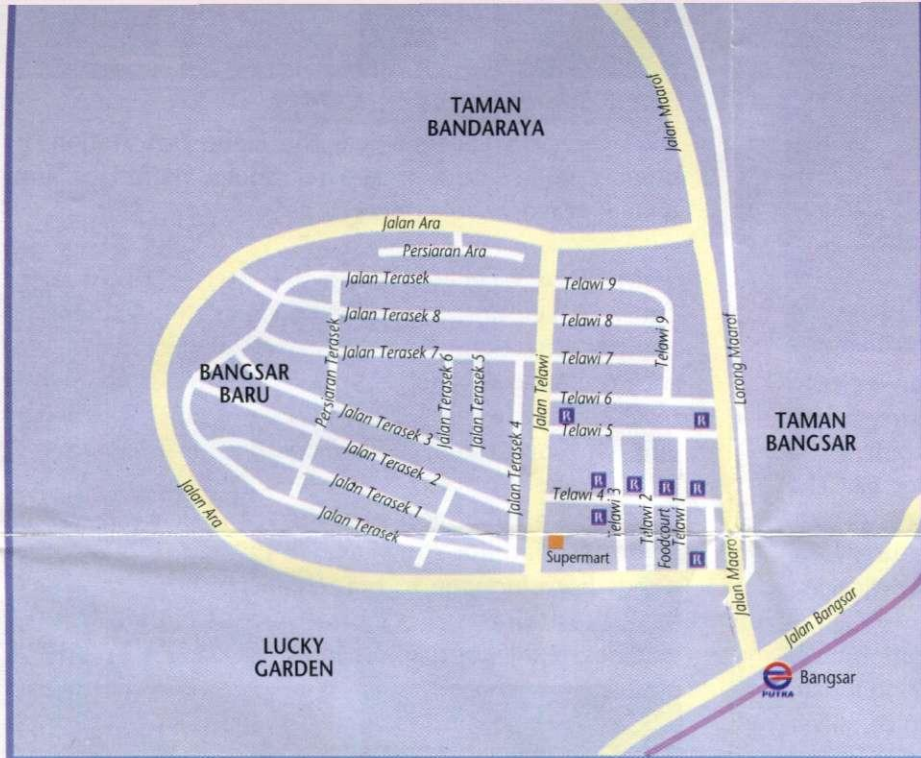 TAMAN
BANDARAYA
Jalan Maarof
Jalan Ara
Persiaran Ara
Jalan Terasek
Telawi 9
Jalan Terasek 8
Telawi 8
Jalan Terasek 7
Telawi 7
Telawi 9
Lorong Maarof
BANGSAR
BARU
Persiaran Terasek
Jalan Terasek 6
Jalan Terasek 5
Jalan Telawi
Telawi 6
R
R
TAMAN
BANGSAR
Jalan Terasek 3
Telawi 5
Jalan Terasek 2
Jalan Terasek 4
Jalan Terasek 1
Telawi 4
R
R
R
R
R
Telawi 3
Telawi 2
Foodcourt
Telawi 1
Jalan Ara
Jalan Terasek
Supermart
R
Jalan Maarof
Jalan Bangsar
LUCKY
GARDEN
Bangsar
PUTRA